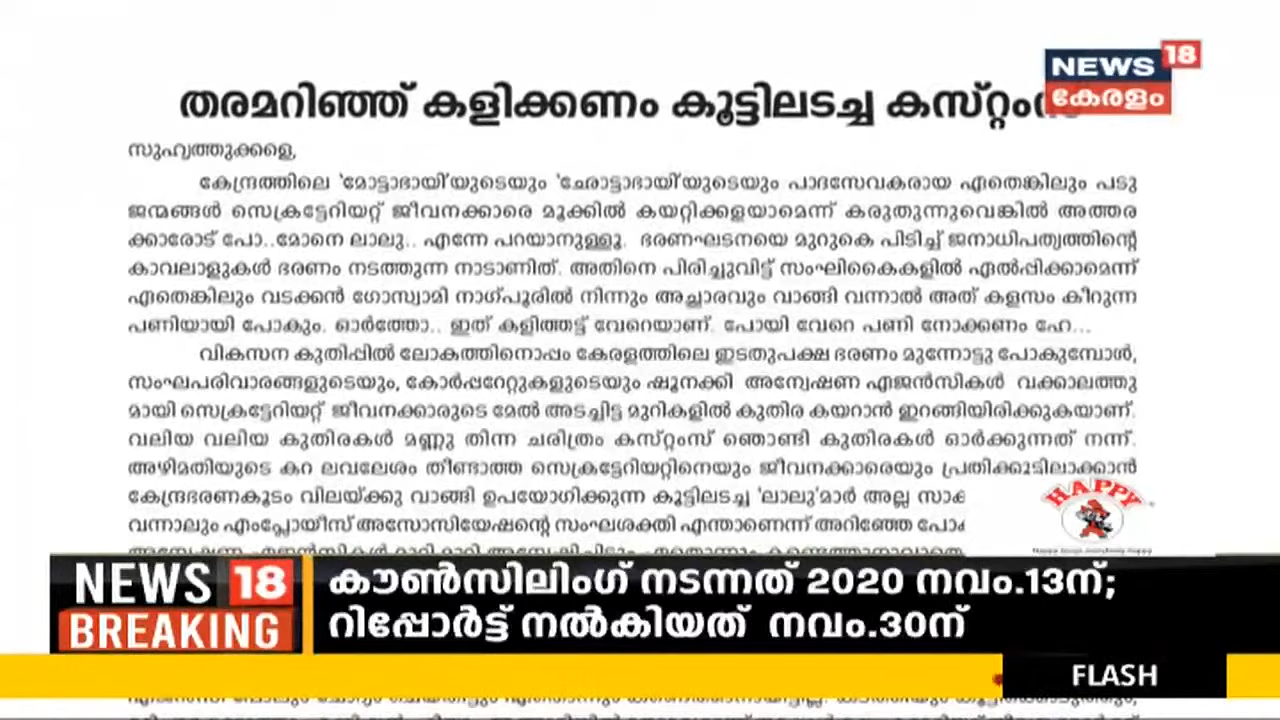 NEWS 18
കേരളം
തരമറിഞ്ഞ് കളിക്കണം കൂട്ടിലടച്ച കസ്റ്റംസ്
സുഹൃത്തുക്കളെ,
കേന്ദ്രത്തിലെ 'മോട്ടാഭായി'യുടെയും 'ഛോട്ടാഭായി'യുടെയും പാദസേവകരായ ഏതെങ്കിലും പടു
ജന്മങ്ങൾ സെക്രട്ടേറിയറ്റ് ജീവനക്കാരെ മൂക്കിൽ കയറ്റിക്കളയാമെന്ന് കരുതുന്നുവെങ്കിൽ അത്തര
ക്കാരോട് പോ..മോനെ ലാലു.. എന്നേ പറയാനുള്ളൂ. ഭരണഘടനയെ മുറുകെ പിടിച്ച് ജനാധിപത്യത്തിന്റെ
കാവലാളുകൾ ഭരണം നടത്തുന്ന നാടാണിത്. അതിനെ പിരിച്ചുവിട്ട് സംഘികൈകളിൽ ഏൽപ്പിക്കാമെന്ന്
ഏതെങ്കിലും വടക്കൻ ഗോസ്വാമി നാഗ്പൂരിൽ നിന്നും അച്ചാരവും വാങ്ങി വന്നാൽ അത് കളസം കീറുന്ന
പണിയായി പോകും. ഓർത്തോ.. ഇത് കളിത്തട്ട് വേറെയാണ്. പോയി വേറെ പണി നോക്കണം ഹേ...
വികസന കുതിപ്പിൽ ലോകത്തിനൊപ്പം കേരളത്തിലെ ഇടതുപക്ഷ ഭരണം മുന്നോട്ടു പോകുമ്പോൾ,
സംഘപരിവാരങ്ങളുടെയും, കോർപ്പറേറ്റുകളുടെയും ഷൂനക്കി അന്വേഷണ എജൻസികൾ വക്കാലത്തു
മായി സെക്രട്ടേറിയറ്റ് ജീവനക്കാരുടെ മേൽ അടച്ചിട്ട മുറികളിൽ കുതിര കയറാൻ ഇറങ്ങിയിരിക്കുകയാണ്.
വലിയ വലിയ കുതിരകൾ മണ്ണു തിന്ന ചരിത്രം കസ്റ്റംസ് ഞൊണ്ടി കുതിരകൾ ഓർക്കുന്നത് നന്ന്.
അഴിമതിയുടെ കറ ലവലേശം തീണ്ടാത്ത സെക്രട്ടേറിയറ്റിനെയും ജീവനക്കാരെയും പ്രതിക്കൂടിലാക്കാൻ
കേന്ദ്രഭരണകൂടം വിലയ്ക്കു വാങ്ങി ഉപയോഗിക്കുന്ന കൂട്ടിലടച്ച 'ലാലു'മാർ അല്ല
വന്നാലും എംപ്ലോയീസ് അസോസിയേഷന്റെ സംഘശക്തി എന്താണെന്ന് അറിഞ്ഞേ
HAPPY
NEWS 18 BREAKING
കൗൺസിലിംഗ് നടന്നത് 2020 നവം.13ന്;
റിപ്പോർട്ട് നൽകിയത് നവം.30ന്
FLASH